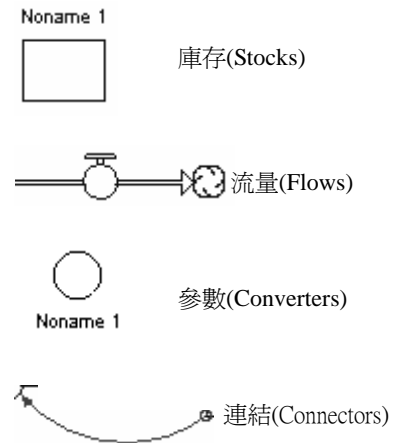 Noname 1
庫存(Stocks)
流量(Flows)
參數(Converters)
Noname 1
連結(Connectors)